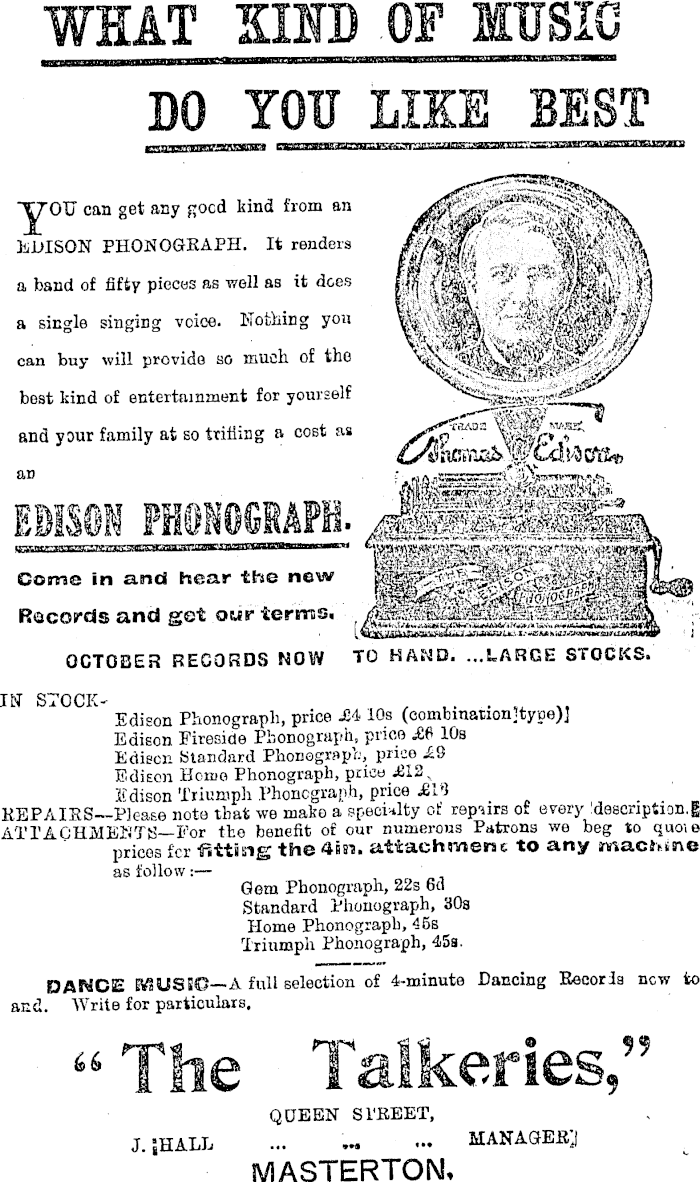 WHAT KIND OF MUSIC
DO YOU LIKE BEST
YOU can get any good kind from an
EDISON PHONOGRAPH. It renders
a band of fifty pieces as well as it does
a single singing voice. Nothing you
can buy will provide so much of the
best kind of entertainment for yourself
and your family at so trifling a cost as
an
EDISON PHONOGRAPH.
Come in and hear the new
Records and get our terms.
TRADE MARK
Thomas Edison
THE EDISON PHONOGRAPH
OCTOBER RECORDS NOW TO HAND. ...LARGE STOCKS.
IN STOCK-
Edison Phonograph, price £4 10s (combination type)
Edison Fireside Phonograph, price £6 10s
Edison Standard Phonograph, price £9
Edison Home Phonograph, price £12
Edison Triumph Phonograph, price
REPAIRS—Please note that we make a specialty of repairs of every description.
ATTACHMENTS—For the benefit of our numerous Patrons we beg to quote
prices for fitting the 4in. attachment to any machine
as follow:—
Gem Phonograph, 22s 6d
Standard Phonograph, 30s
Home Phonograph, 45s
Triumph Phonograph, 45s.
DANCE MUSIC—A full selection of 4-minute Dancing Records now to
and. Write for particulars.
"The Talkeries,"
QUEEN STREET,
J. HALL ... ... ... MANAGER
MASTERTON.